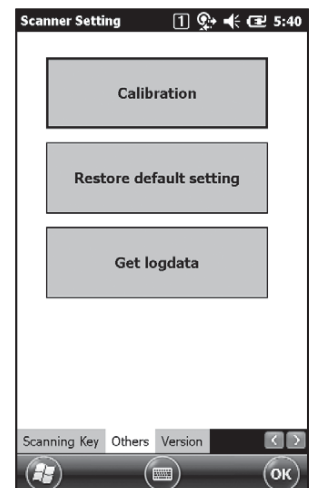 Scanner Setting 1 5:40
Calibration
Restore default setting
Get logdata
Scanning Key Others Version
OK